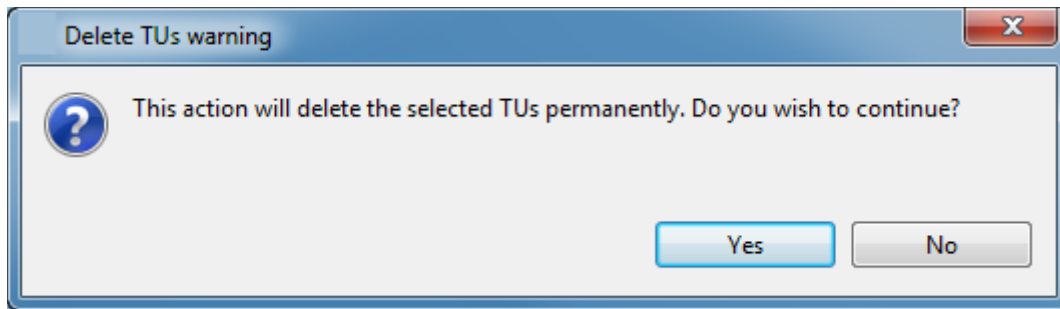 Delete TUs warning
This action will delete the selected TUs permanently. Do you wish to continue?
Yes
No